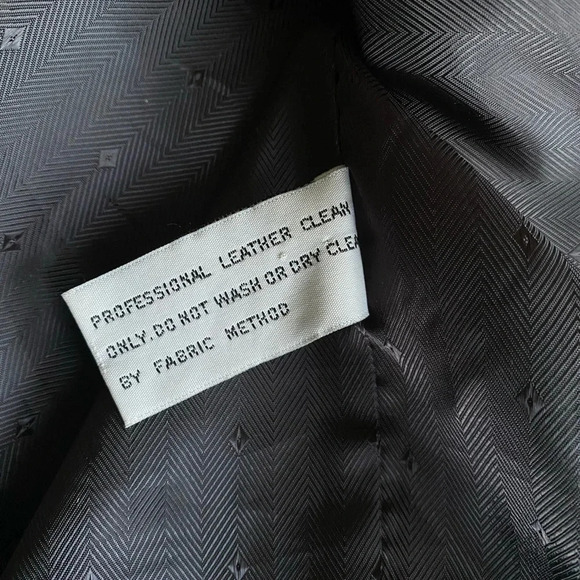 PROFESSIONAL LEATHER CLEAN
ONLY.DO NOT WASH OR DRY CLEA
BY FABRIC METHOD